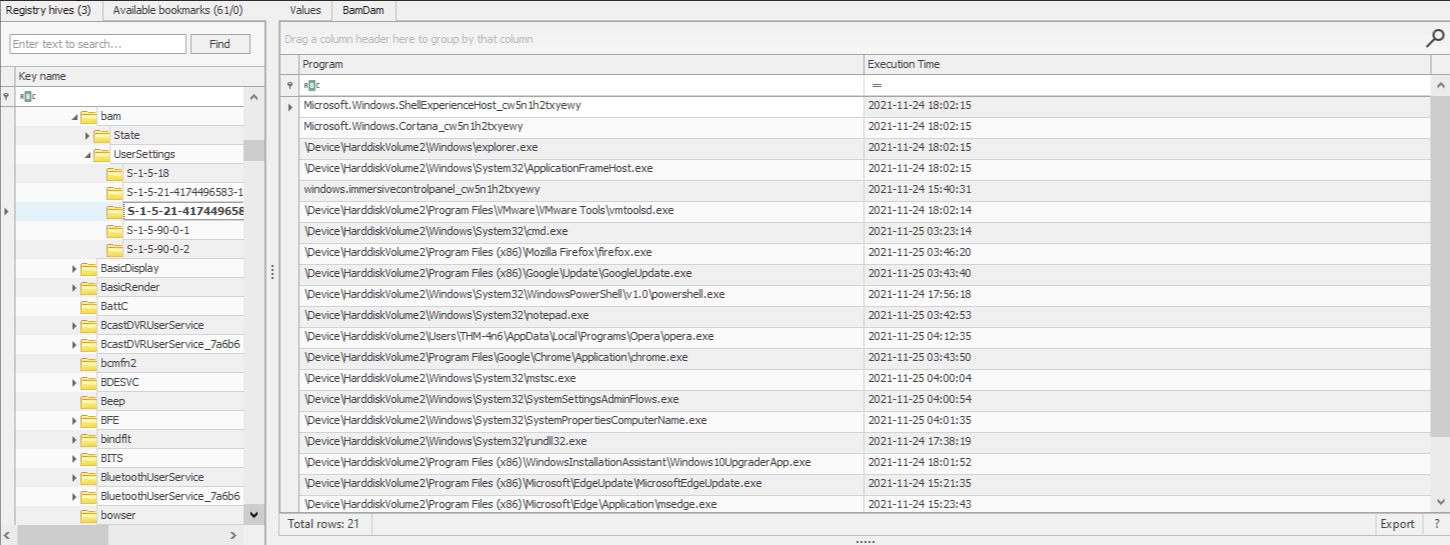 Registry hives (3) Available bookmarks (61/0) Values BamDam
Enter text to search... Find
Drag a column header here to group by that column
Key name
Program Execution Time
=
bam
State
UserSettings
S-1-5-18
S-1-5-21-4174496583-1
S-1-5-21-417449658
S-1-5-90-0-1
S-1-5-90-0-2
BasicDisplay
BasicRender
BattC
BcastDVRUserService
BcastDVRUserService_7a6b6
bcmfn2
BDESVC
Beep
BFE
bindflt
BITS
BluetoothUserService
BluetoothUserService_7a6b6
bowser
Microsoft.Windows.ShellExperienceHost_cw5n1h2txyewy 2021-11-24 18:02:15
Microsoft.Windows.Cortana_cw5n1h2txyewy 2021-11-24 18:02:15
\Device\HarddiskVolume2\Windows\explorer.exe 2021-11-24 18:02:15
\Device\HarddiskVolume2\Windows\System32\ApplicationFrameHost.exe 2021-11-24 18:02:15
windows.immersivecontrolpanel_cw5n1h2txyewy 2021-11-24 15:40:31
\Device\HarddiskVolume2\Program Files\VMware\VMware Tools\vmtoolsd.exe 2021-11-24 18:02:14
\Device\HarddiskVolume2\Windows\System32\cmd.exe 2021-11-25 03:23:14
\Device\HarddiskVolume2\Program Files (x86)\Mozilla Firefox\firefox.exe 2021-11-25 03:46:20
\Device\HarddiskVolume2\Program Files (x86)\Google\Update\GoogleUpdate.exe 2021-11-25 03:43:40
\Device\HarddiskVolume2\Windows\System32\WindowsPowerShell\v1.0\powershell.exe 2021-11-24 17:56:18
\Device\HarddiskVolume2\Windows\System32\notepad.exe 2021-11-25 03:42:53
\Device\HarddiskVolume2\Users\THM-4n6\AppData\Local\Programs\Opera\opera.exe 2021-11-25 04:12:35
\Device\HarddiskVolume2\Program Files\Google\Chrome\Application\chrome.exe 2021-11-25 03:43:50
\Device\HarddiskVolume2\Windows\System32\mstsc.exe 2021-11-25 04:00:04
\Device\HarddiskVolume2\Windows\System32\SystemSettingsAdminFlows.exe 2021-11-25 04:00:54
\Device\HarddiskVolume2\Windows\System32\SystemPropertiesComputerName.exe 2021-11-25 04:01:35
\Device\HarddiskVolume2\Windows\System32\rundll32.exe 2021-11-24 17:38:19
\Device\HarddiskVolume2\Program Files (x86)\WindowsInstallationAssistant\Windows10UpgraderApp.exe 2021-11-24 18:01:52
\Device\HarddiskVolume2\Program Files (x86)\Microsoft\EdgeUpdate\MicrosoftEdgeUpdate.exe 2021-11-24 15:21:35
\Device\HarddiskVolume2\Program Files (x86)\Microsoft\Edge\Application\msedge.exe 2021-11-24 15:23:43
Total rows: 21 Export ?